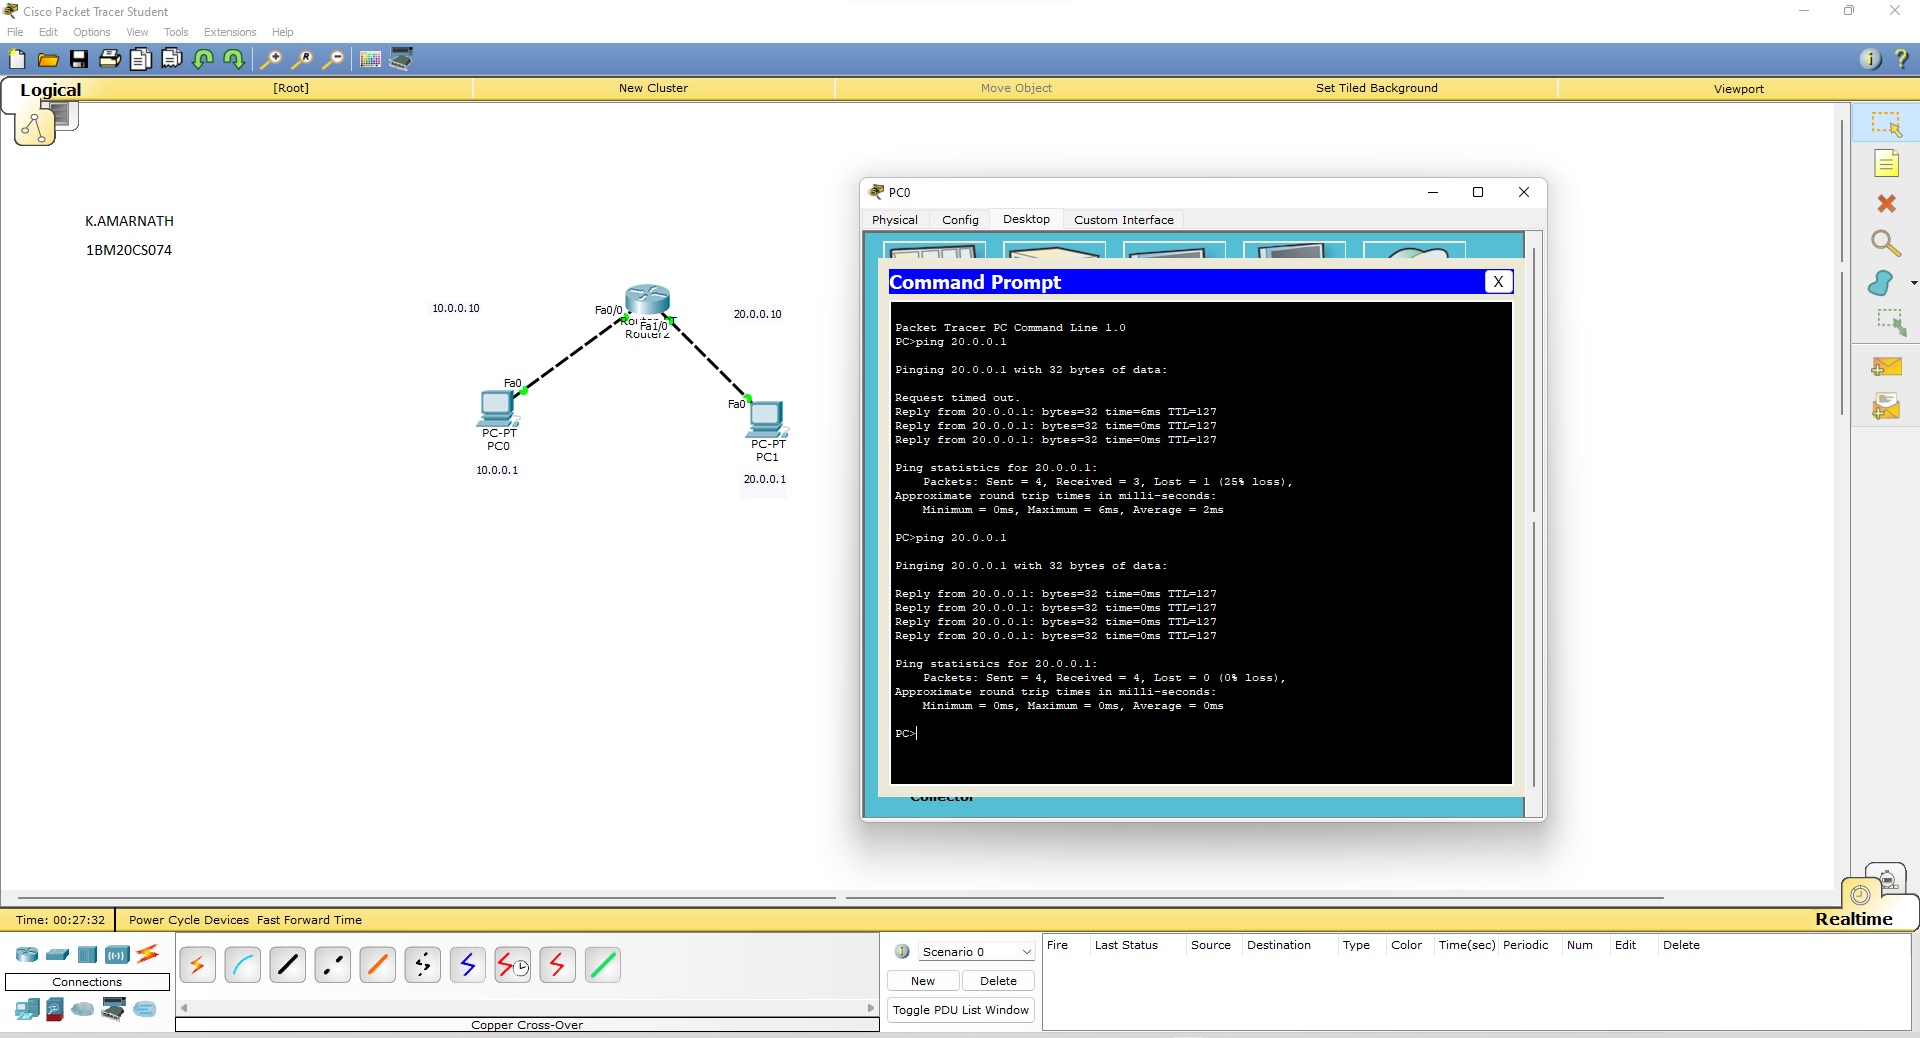 Cisco Packet Tracer Student
File Edit Options View Tools Extensions Help
Logical [Root] New Cluster Move Object Set Tiled Background Viewport
K.AMARNATH
1BM20CS074
10.0.0.10
20.0.0.10
Fa0/0
Fa1/0
Router2
Fa0
PC-PT
PC0
10.0.0.1
Fa0
PC-PT
PC1
20.0.0.1
PC0
Physical Config Desktop Custom Interface
Command Prompt X
Packet Tracer PC Command Line 1.0
PC>ping 20.0.0.1
Pinging 20.0.0.1 with 32 bytes of data:
Request timed out.
Reply from 20.0.0.1: bytes=32 time=6ms TTL=127
Reply from 20.0.0.1: bytes=32 time=0ms TTL=127
Reply from 20.0.0.1: bytes=32 time=0ms TTL=127
Ping statistics for 20.0.0.1:
Packets: Sent = 4, Received = 3, Lost = 1 (25% loss),
Approximate round trip times in milli-seconds:
Minimum = 0ms, Maximum = 6ms, Average = 2ms
PC>ping 20.0.0.1
Pinging 20.0.0.1 with 32 bytes of data:
Reply from 20.0.0.1: bytes=32 time=0ms TTL=127
Reply from 20.0.0.1: bytes=32 time=0ms TTL=127
Reply from 20.0.0.1: bytes=32 time=0ms TTL=127
Reply from 20.0.0.1: bytes=32 time=0ms TTL=127
Ping statistics for 20.0.0.1:
Packets: Sent = 4, Received = 4, Lost = 0 (0% loss),
Approximate round trip times in milli-seconds:
Minimum = 0ms, Maximum = 0ms, Average = 0ms
PC>
Collector
Time: 00:27:32 Power Cycle Devices Fast Forward Time
Realtime
Connections
Copper Cross-Over
Scenario 0
New Delete
Toggle PDU List Window
Fire Last Status Source Destination Type Color Time(sec) Periodic Num Edit Delete